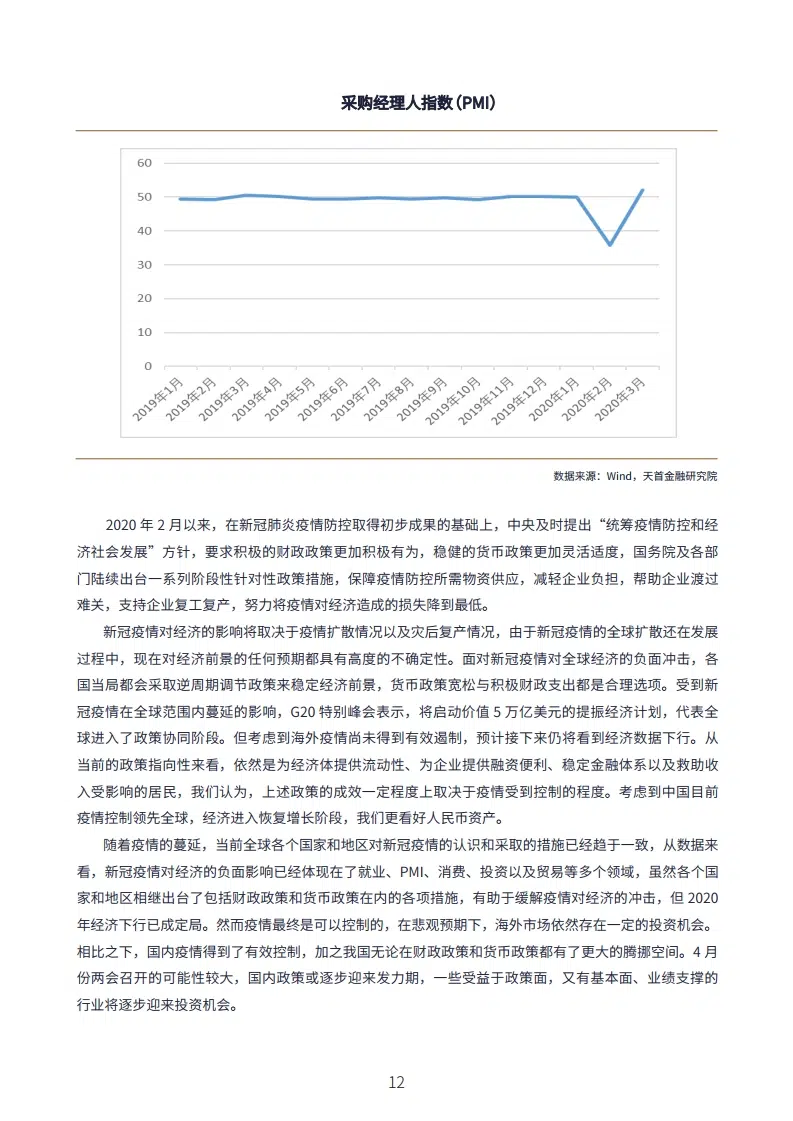 采购经理人指数（PMI）
60
50
40
30
20
10
0
2019年1月
2019年2月
2019年3月
2019年4月
2019年5月
2019年6月
2019年7月
2019年8月
2019年9月
2019年10月
2019年11月
2019年12月
2020年1月
2020年2月
2020年3月
数据来源：Wind，天首金融研究院
2020 年 2 月以来，在新冠肺炎疫情防控取得初步成果的基础上，中央及时提出“统筹疫情防控和经
济社会发展”方针，要求积极的财政政策更加积极有为，稳健的货币政策更加灵活适度，国务院及各部
门陆续出台一系列阶段性针对性政策措施，保障疫情防控所需物资供应，减轻企业负担，帮助企业渡过
难关，支持企业复工复产，努力将疫情对经济造成的损失降到最低。
新冠疫情对经济的影响将取决于疫情扩散情况以及灾后复产情况，由于新冠疫情的全球扩散还在发展
过程中，现在对经济前景的任何预期都具有高度的不确定性。面对新冠疫情对全球经济的负面冲击，各
国当局都会采取逆周期调节政策来稳定经济前景，货币政策宽松与积极财政支出都是合理选项。受到新
冠疫情在全球范围内蔓延的影响，G20 特别峰会表示，将启动价值 5 万亿美元的提振经济计划，代表全
球进入了政策协同阶段。但考虑到海外疫情尚未得到有效遏制，预计接下来仍将看到经济数据下行。从
当前的政策指向性来看，依然是为经济体提供流动性、为企业提供融资便利、稳定金融体系以及救助收
入受影响的居民，我们认为，上述政策的成效一定程度上取决于疫情受到控制的程度。考虑到中国目前
疫情控制领先全球，经济进入恢复增长阶段，我们更看好人民币资产。
随着疫情的蔓延，当前全球各个国家和地区对新冠疫情的认识和采取的措施已经趋于一致，从数据来
看，新冠疫情对经济的负面影响已经体现在了就业、PMI、消费、投资以及贸易等多个领域，虽然各个国
家和地区相继出台了包括财政政策和货币政策在内的各项措施，有助于缓解疫情对经济的冲击，但 2020
年经济下行已成定局。然而疫情最终是可以控制的，在悲观预期下，海外市场依然存在一定的投资机会。
相比之下，国内疫情得到了有效控制，加之我国无论在财政政策和货币政策都有了更大的腾挪空间。4 月
份两会召开的可能性较大，国内政策或逐步迎来发力期，一些受益于政策面，又有基本面、业绩支撑的
行业将逐步迎来投资机会。
12